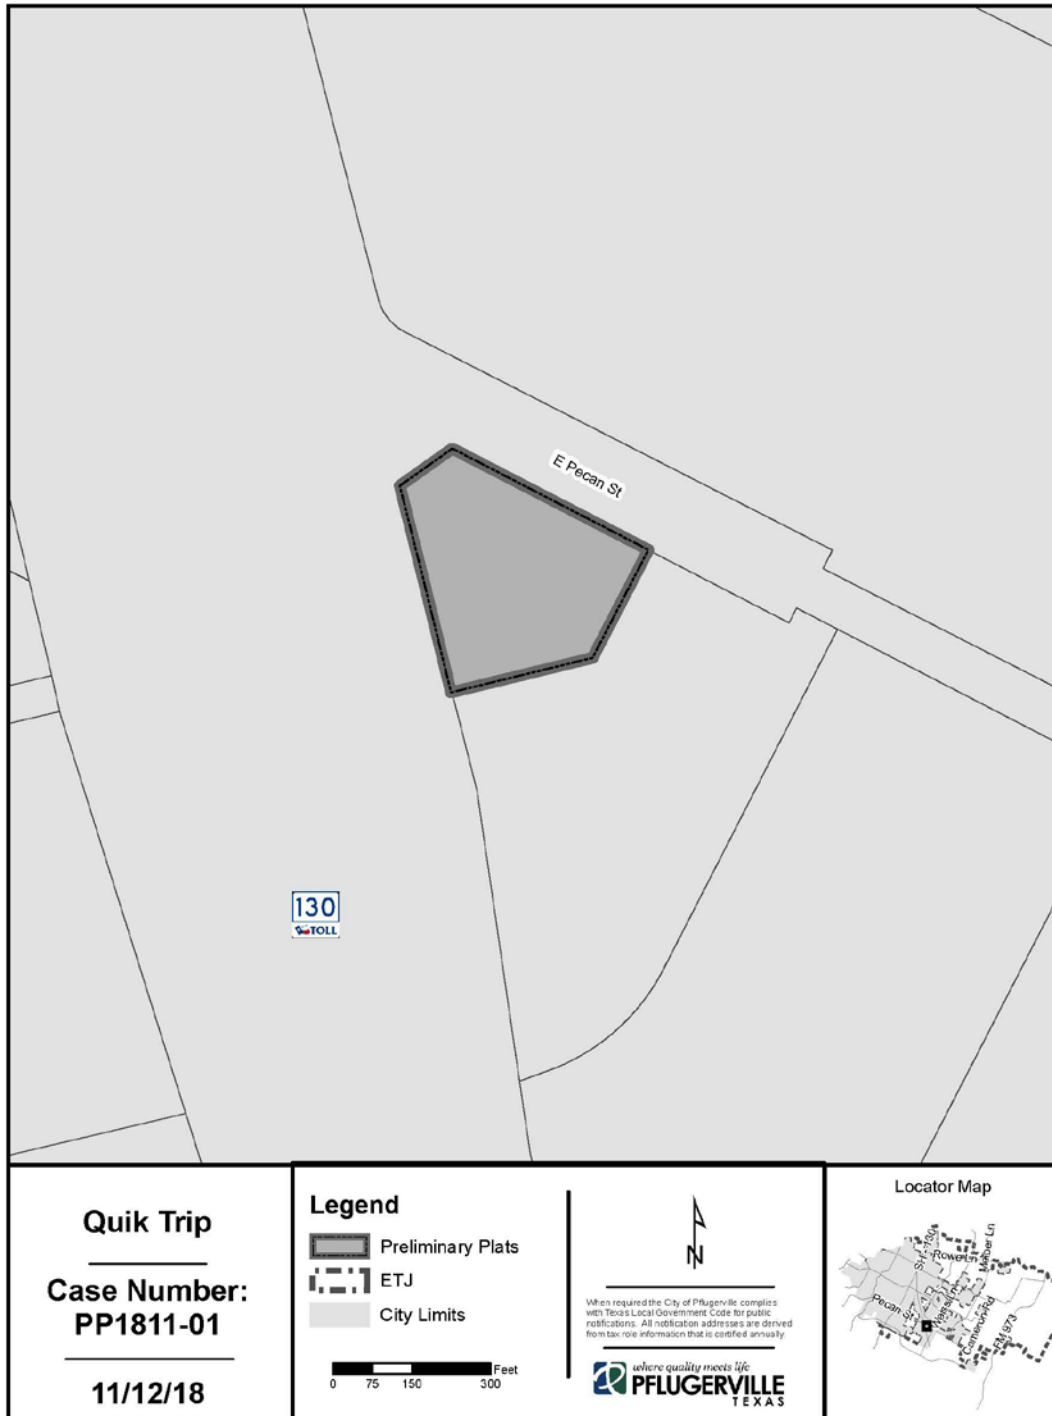 E Pecan St
130
TOLL
Quik Trip
Case Number:
PP1811-01
11/12/18
Legend
Preliminary Plats
ETJ
City Limits
Feet
0 75 150 300
N
When required the City of Pflugerville complies
with Texas Local Government Code for public
notifications. All notification addresses are derived
from tax role information that is certified annually
where quality meets life
PFLUGERVILLE
TEXAS
Locator Map
Rowe Ln
Pecan St
Cameron Rd
FM 973